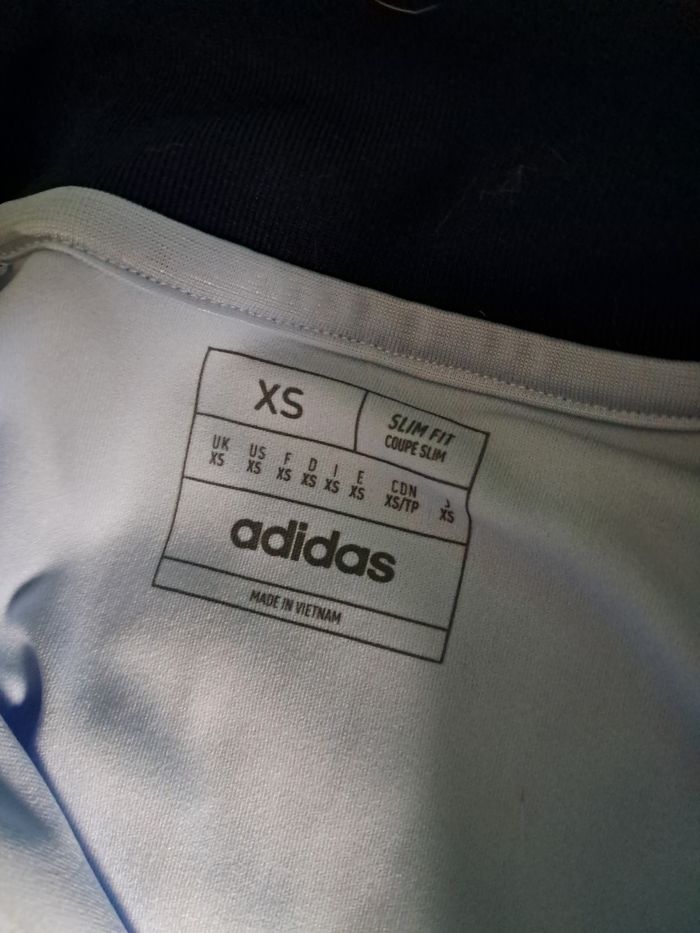 XS
SLIM FIT
COUPE SLIM
UK US F D I E CDN J
XS XS XS XS XS XS XS/TP XS
adidas
MADE IN VIETNAM